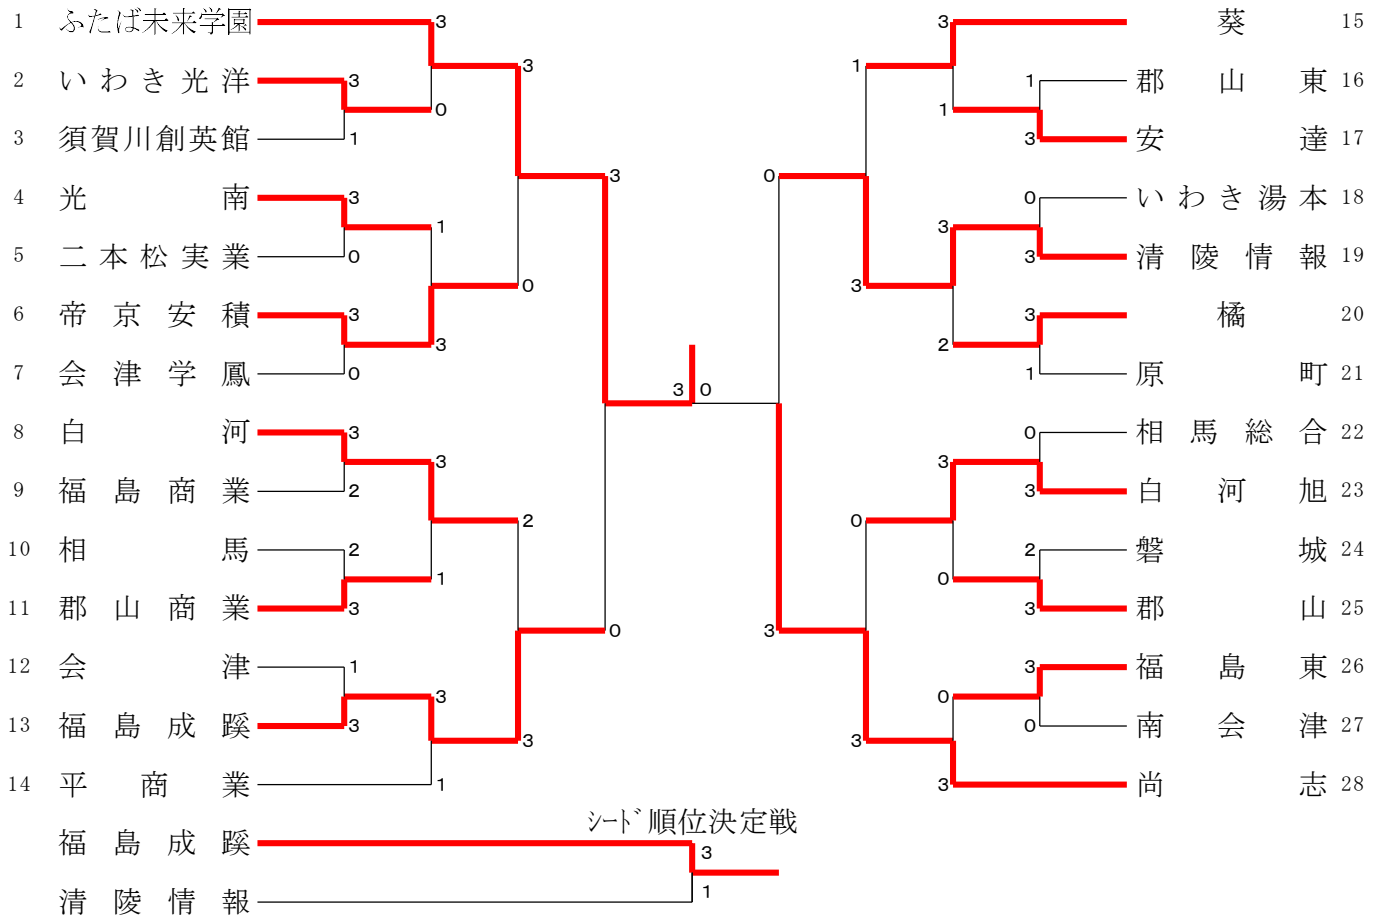 1 ふたば未来学園 3 3 葵 15
3 1
2 いわき光洋 3 1 郡山東 16
0 1
3 須賀川創英館 1 3 安達 17
3 0
4 光南 3 0 いわき湯本 18
1 3
5 二本松実業 0 3 清陵情報 19
0 3
6 帝京安積 3 3 橘 20
3 2
7 会津学鳳 0 1 原町 21
3 0
8 白河 3 0 相馬総合 22
3 3
9 福島商業 2 3 白河旭 23
2 0
10 相馬 2 2 磐城 24
1 0
11 郡山商業 3 3 郡山 25
0 3
12 会津 1 3 福島東 26
3 0
13 福島成蹊 3 0 南会津 27
3 3
14 平商業 1 3 尚志 28
ｼｰﾄﾞ順位決定戦
福島成蹊 3
清陵情報 1